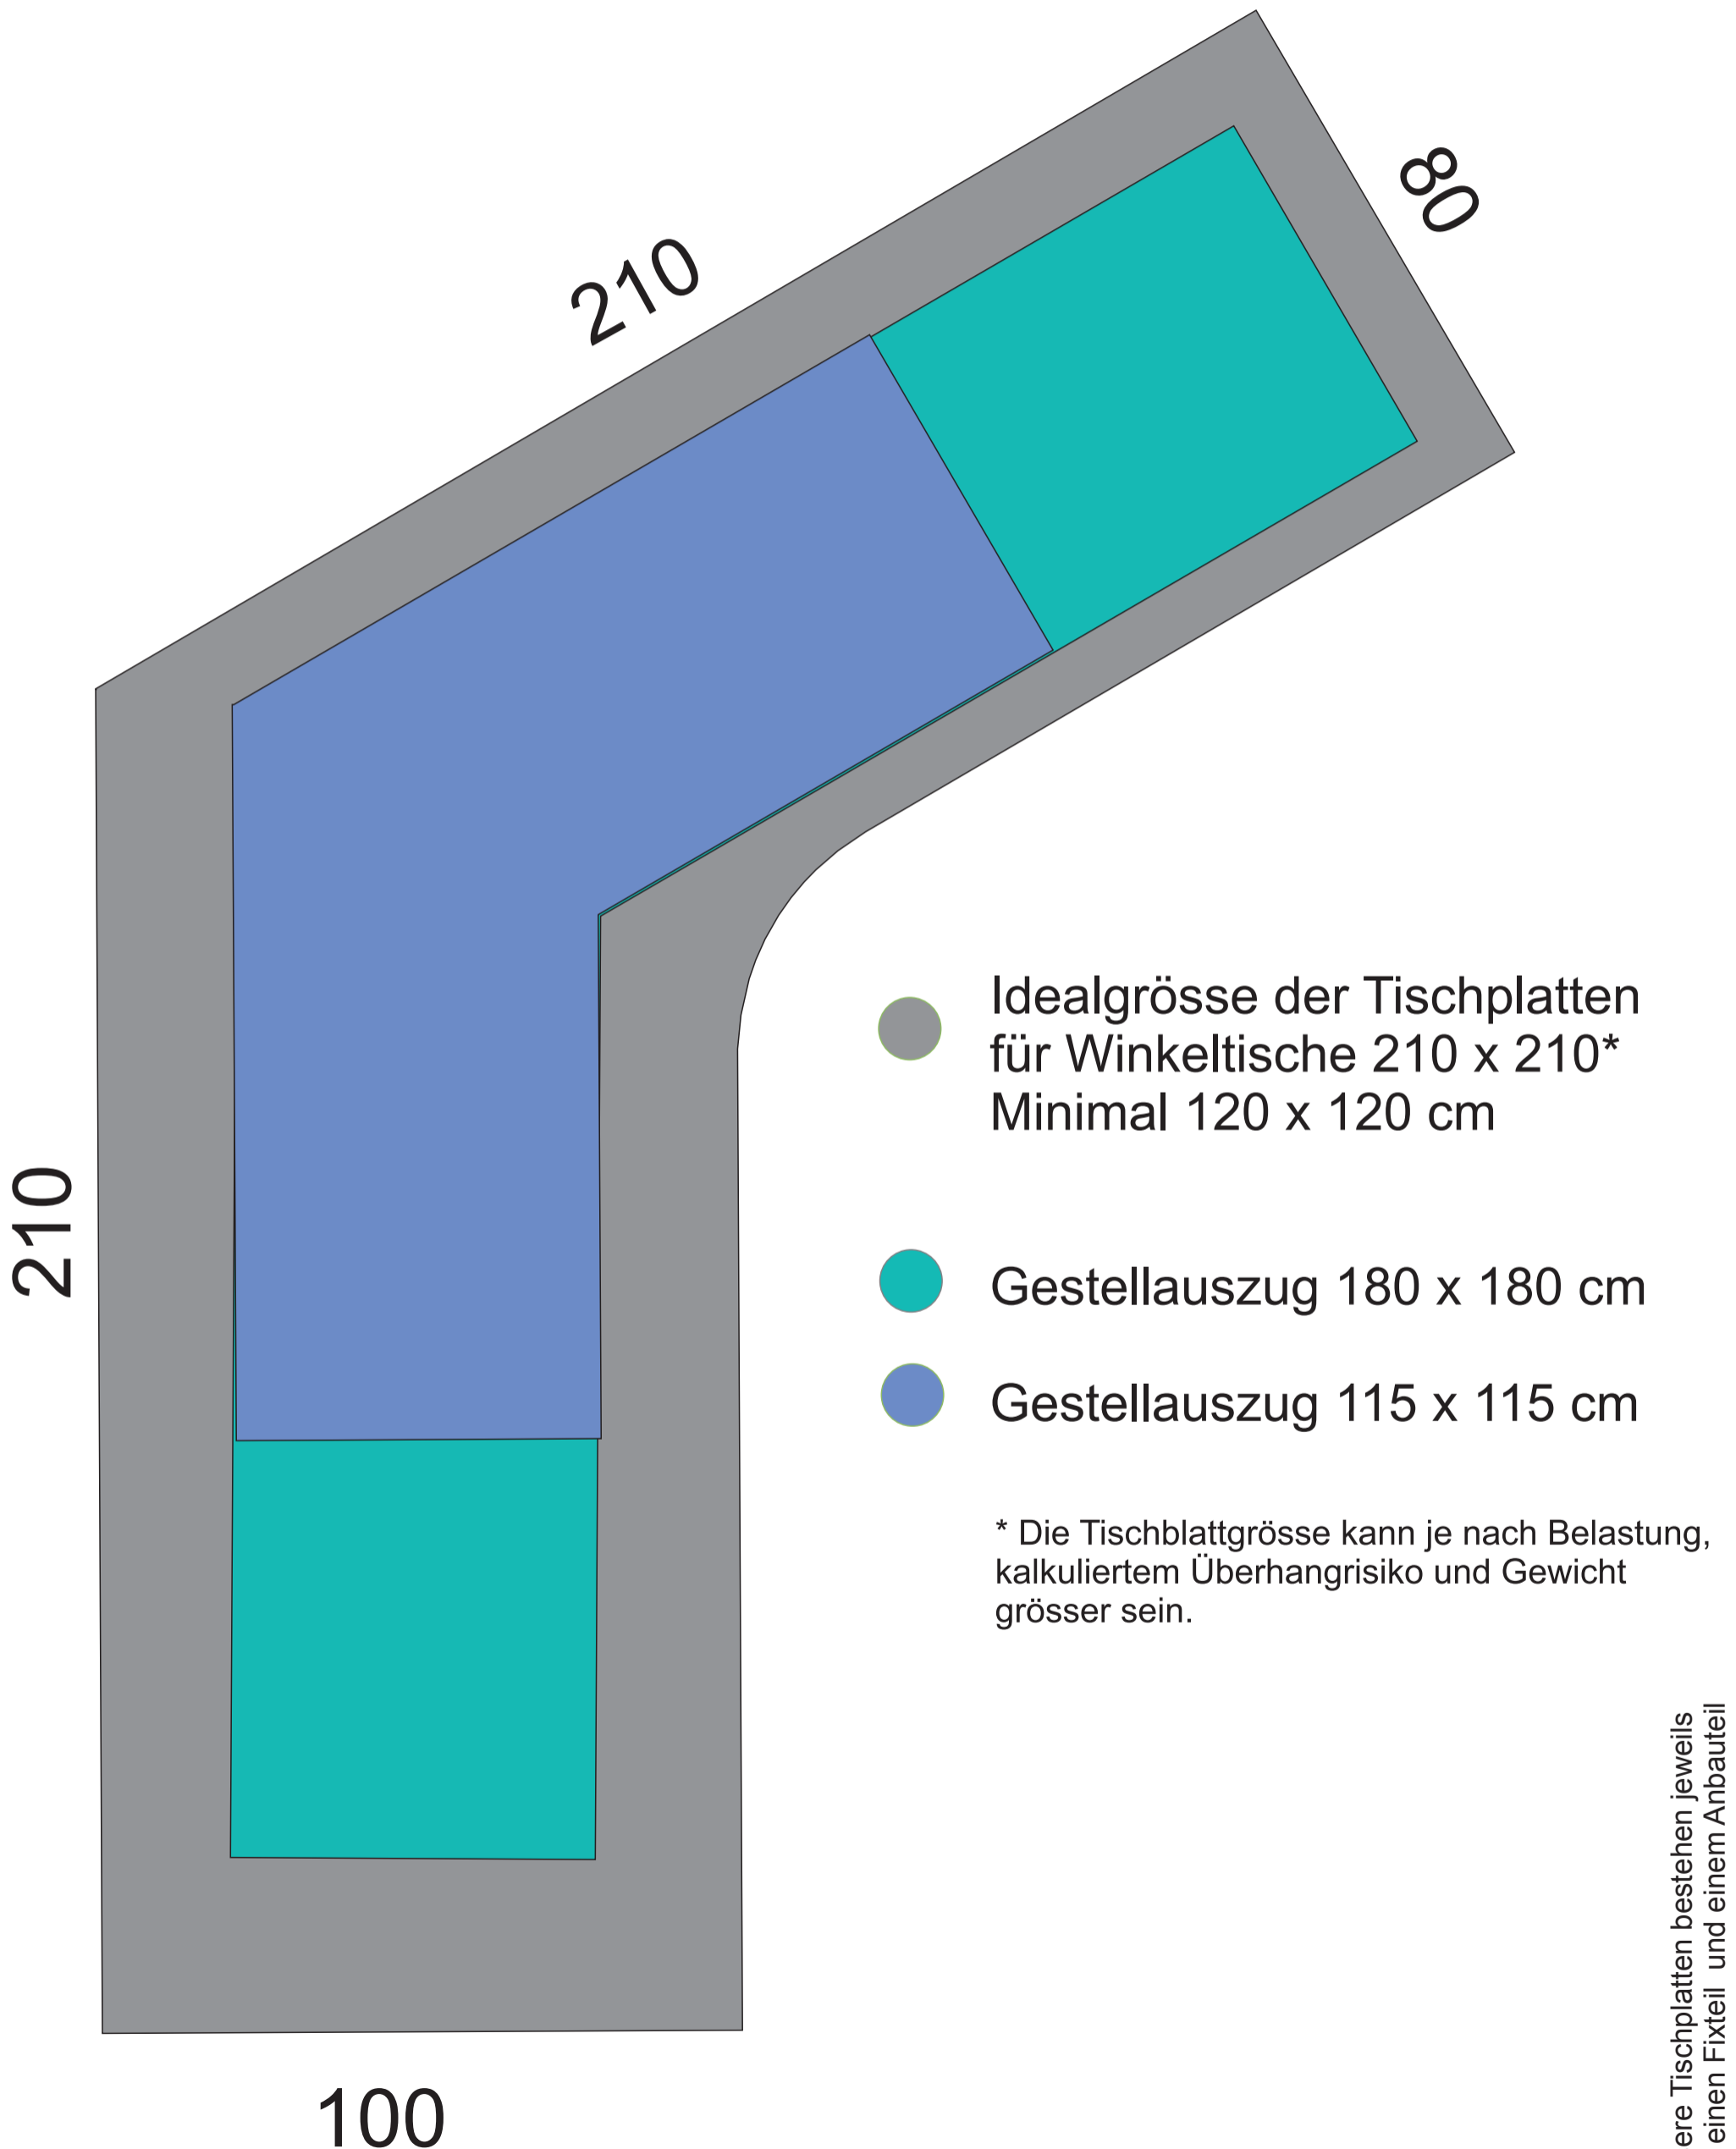 210
80
210
Idealgrösse der Tischplatten
für Winkeltische 210 x 210*
Minimal 120 x 120 cm
Gestellauszug 180 x 180 cm
Gestellauszug 115 x 115 cm
* Die Tischblattgrösse kann je nach Belastung,
kalkuliertem Überhangrisiko und Gewicht
grösser sein.
100
ere Tischplatten bestehen jeweils
einen Fixteil und einem Anbauteil